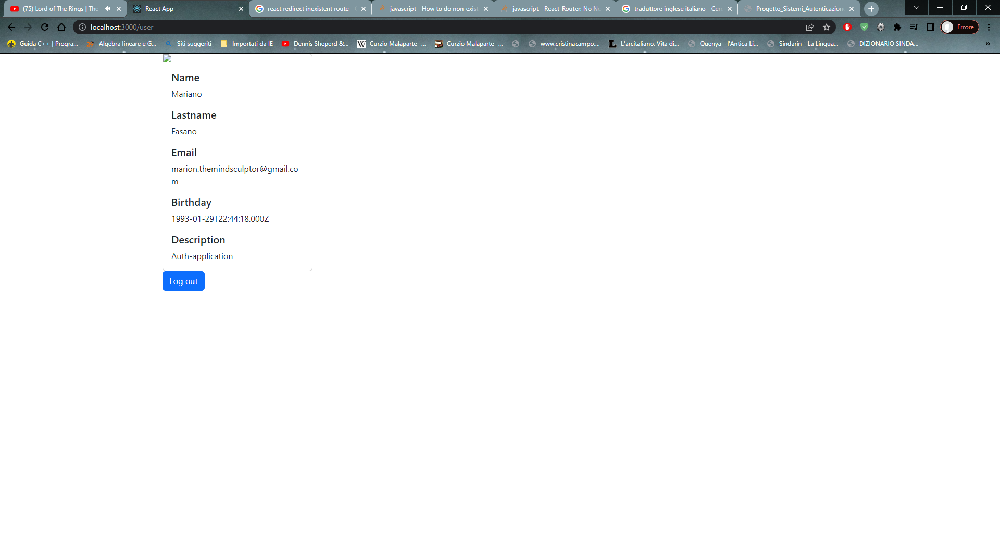 (75) Lord of The Rings | The
React App
react redirect inexistent route -
javascript - How to do non-exist
javascript - React-Router: No No
traduttore inglese italiano - Cerc
Progetto_Sistemi_Autenticazion
localhost:3000/user
Errore
Guida C++ | Progra...
Algebra lineare e G...
Siti suggeriti
Importati da IE
Dennis Sheperd &...
W
Curzio Malaparte -...
Curzio Malaparte -...
www.cristinacampo....
L
L'arcitaliano. Vita di...
Quenya - l'Antica Li...
Sindarin - La Lingua...
DIZIONARIO SINDA...
»
Name
Mariano
Lastname
Fasano
Email
marion.themindsculptor@gmail.co
m
Birthday
1993-01-29T22:44:18.000Z
Description
Auth-application
Log out